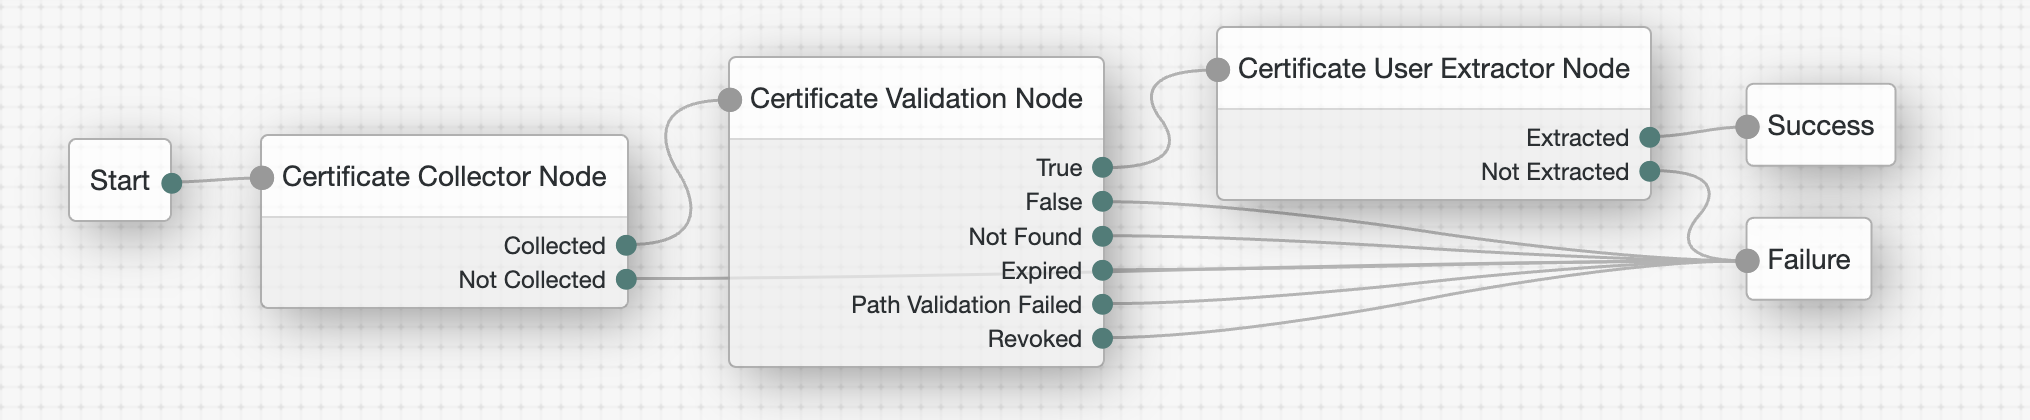 Start
Certificate Collector Node
Collected
Not Collected
Certificate Validation Node
True
False
Not Found
Expired
Path Validation Failed
Revoked
Certificate User Extractor Node
Extracted
Not Extracted
Success
Failure